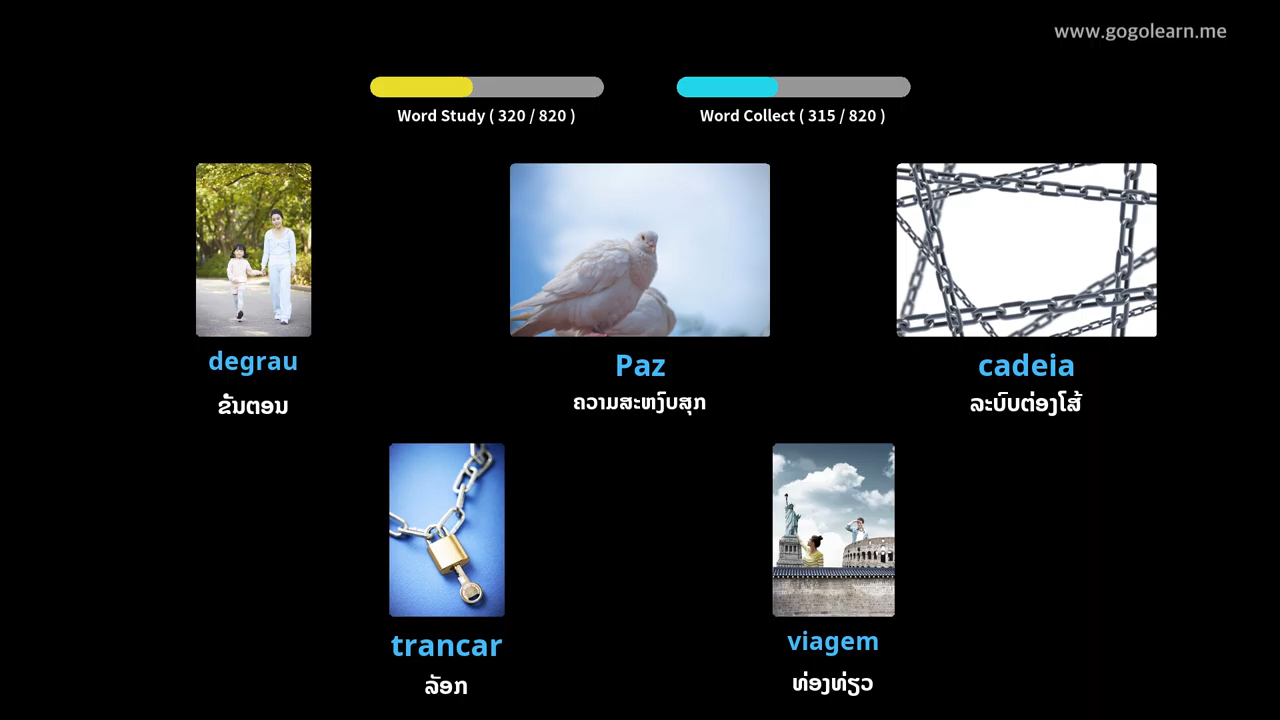 www.gogolearn.me
Word Study ( 320 / 820 )
Word Collect ( 315 / 820 )
degrau
ຂັ້ນຕອນ
Paz
ຄວາມສະຫງົບສຸກ
cadeia
ລະບົບຕ່ອງໂສ້
trancar
ລັອກ
viagem
ທ່ອງທ່ຽວ